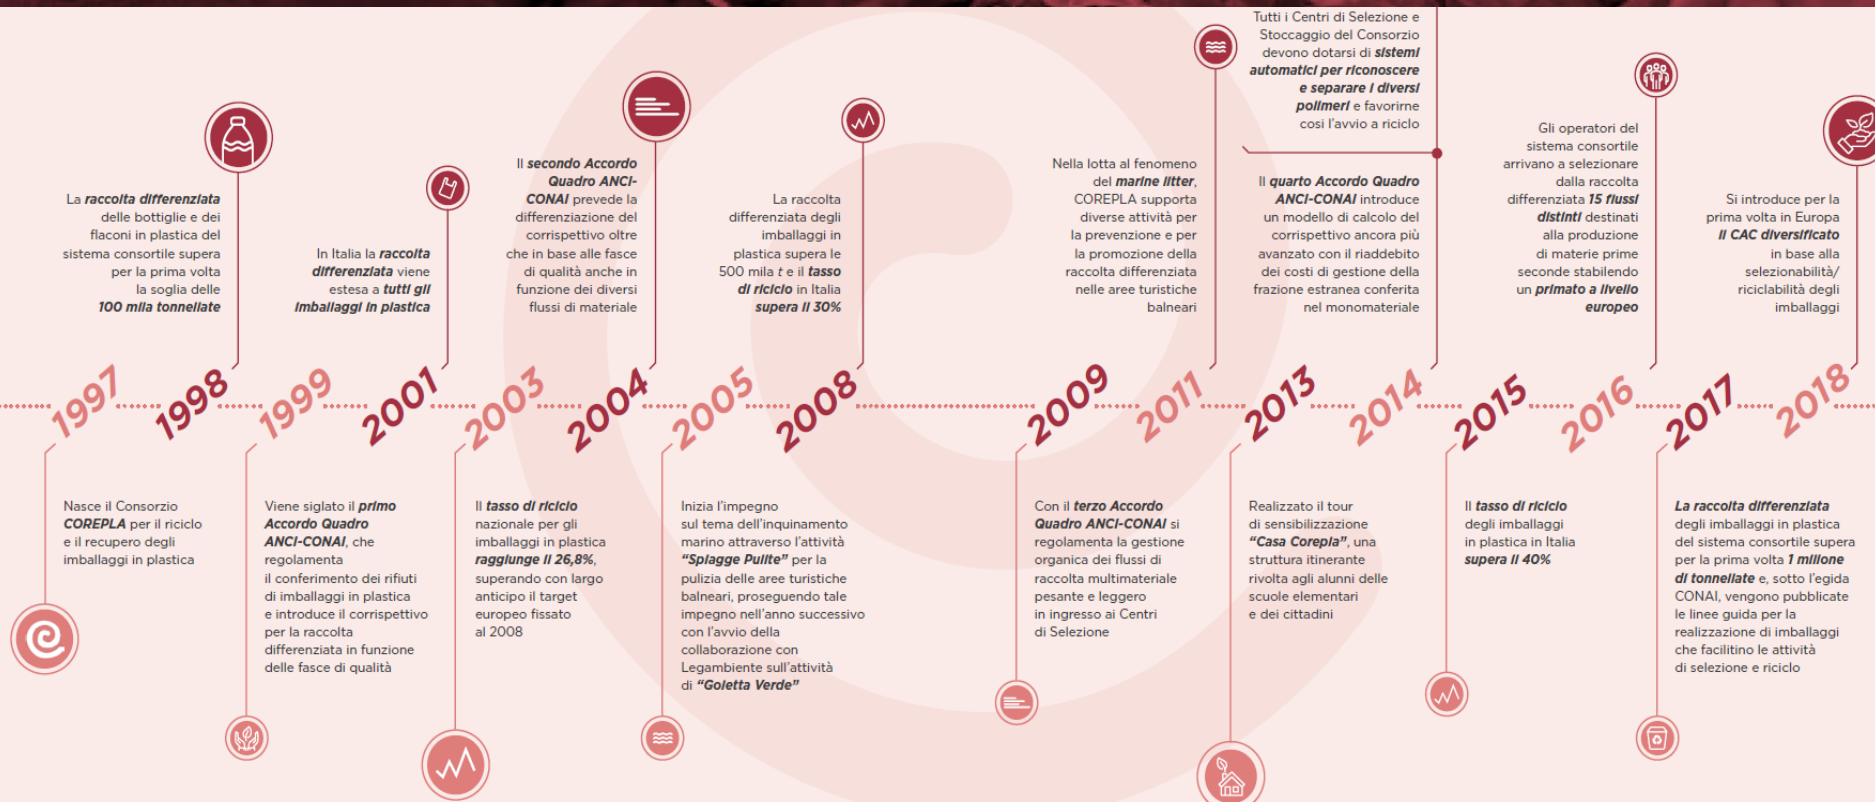 La raccolta differenziata
delle bottiglie e dei
flaconi in plastica del
sistema consortile supera
per la prima volta
la soglia delle
100 mila tonnellate
In Italia la raccolta
differenziata viene
estesa a tutti gli
imballaggi in plastica
Il secondo Accordo
Quadro ANCI-
CONAI prevede la
differenziazione del
corrispettivo oltre
che in base alle fasce
di qualità anche in
funzione dei diversi
flussi di materiale
La raccolta
differenziata degli
imballaggi in
plastica supera le
500 mila t e il tasso
di riciclo in Italia
supera il 30%
Nella lotta al fenomeno
del marine litter,
COREPLA supporta
diverse attività per
la prevenzione e per
la promozione della
raccolta differenziata
nelle aree turistiche
balneari
Tutti i Centri di Selezione e
Stoccaggio del Consorzio
devono dotarsi di sistemi
automatici per riconoscere
e separare i diversi
polimeri e favorirne
cosi l'avvio a riciclo
Il quarto Accordo Quadro
ANCI-CONAI introduce
un modello di calcolo del
corrispettivo ancora più
avanzato con il riaddebito
dei costi di gestione della
frazione estranea conferita
nel monomateriale
Gli operatori del
sistema consortile
arrivano a selezionare
dalla raccolta
differenziata 15 flussi
distinti destinati
alla produzione
di materie prime
seconde stabilendo
un primato a livello
europeo
Si introduce per la
prima volta in Europa
il CAC diversificato
in base alla
selezionabilità/
riciclabilità degli
imballaggi
1997
1998
1999
2001
2003
2004
2005
2008
2009
2011
2013
2014
2015
2016
2017
2018
Nasce il Consorzio
COREPLA per il riciclo
e il recupero degli
imballaggi in plastica
Viene siglato il primo
Accordo Quadro
ANCI-CONAI, che
regolamenta
il conferimento dei rifiuti
di imballaggi in plastica
e introduce il corrispettivo
per la raccolta
differenziata in funzione
delle fasce di qualità
Il tasso di riciclo
nazionale per gli
imballaggi in plastica
raggiunge il 26,8%,
superando con largo
anticipo il target
europeo fissato
al 2008
Inizia l'impegno
sul tema dell'inquinamento
marino attraverso l'attività
"Spiagge Pulite" per la
pulizia delle aree turistiche
balneari, proseguendo tale
impegno nell'anno successivo
con l'avvio della
collaborazione con
Legambiente sull'attività
di "Goletta Verde"
Con il terzo Accordo
Quadro ANCI-CONAI si
regolamenta la gestione
organica dei flussi di
raccolta multimateriale
pesante e leggero
in ingresso ai Centri
di Selezione
Realizzato il tour
di sensibilizzazione
"Casa Corepla", una
struttura itinerante
rivolta agli alunni delle
scuole elementari
e dei cittadini
Il tasso di riciclo
degli imballaggi
in plastica in Italia
supera il 40%
La raccolta differenziata
degli imballaggi in plastica
del sistema consortile supera
per la prima volta 1 milione
di tonnellate e, sotto l'egida
CONAI, vengono pubblicate
le linee guida per la
realizzazione di imballaggi
che facilitino le attività
di selezione e riciclo